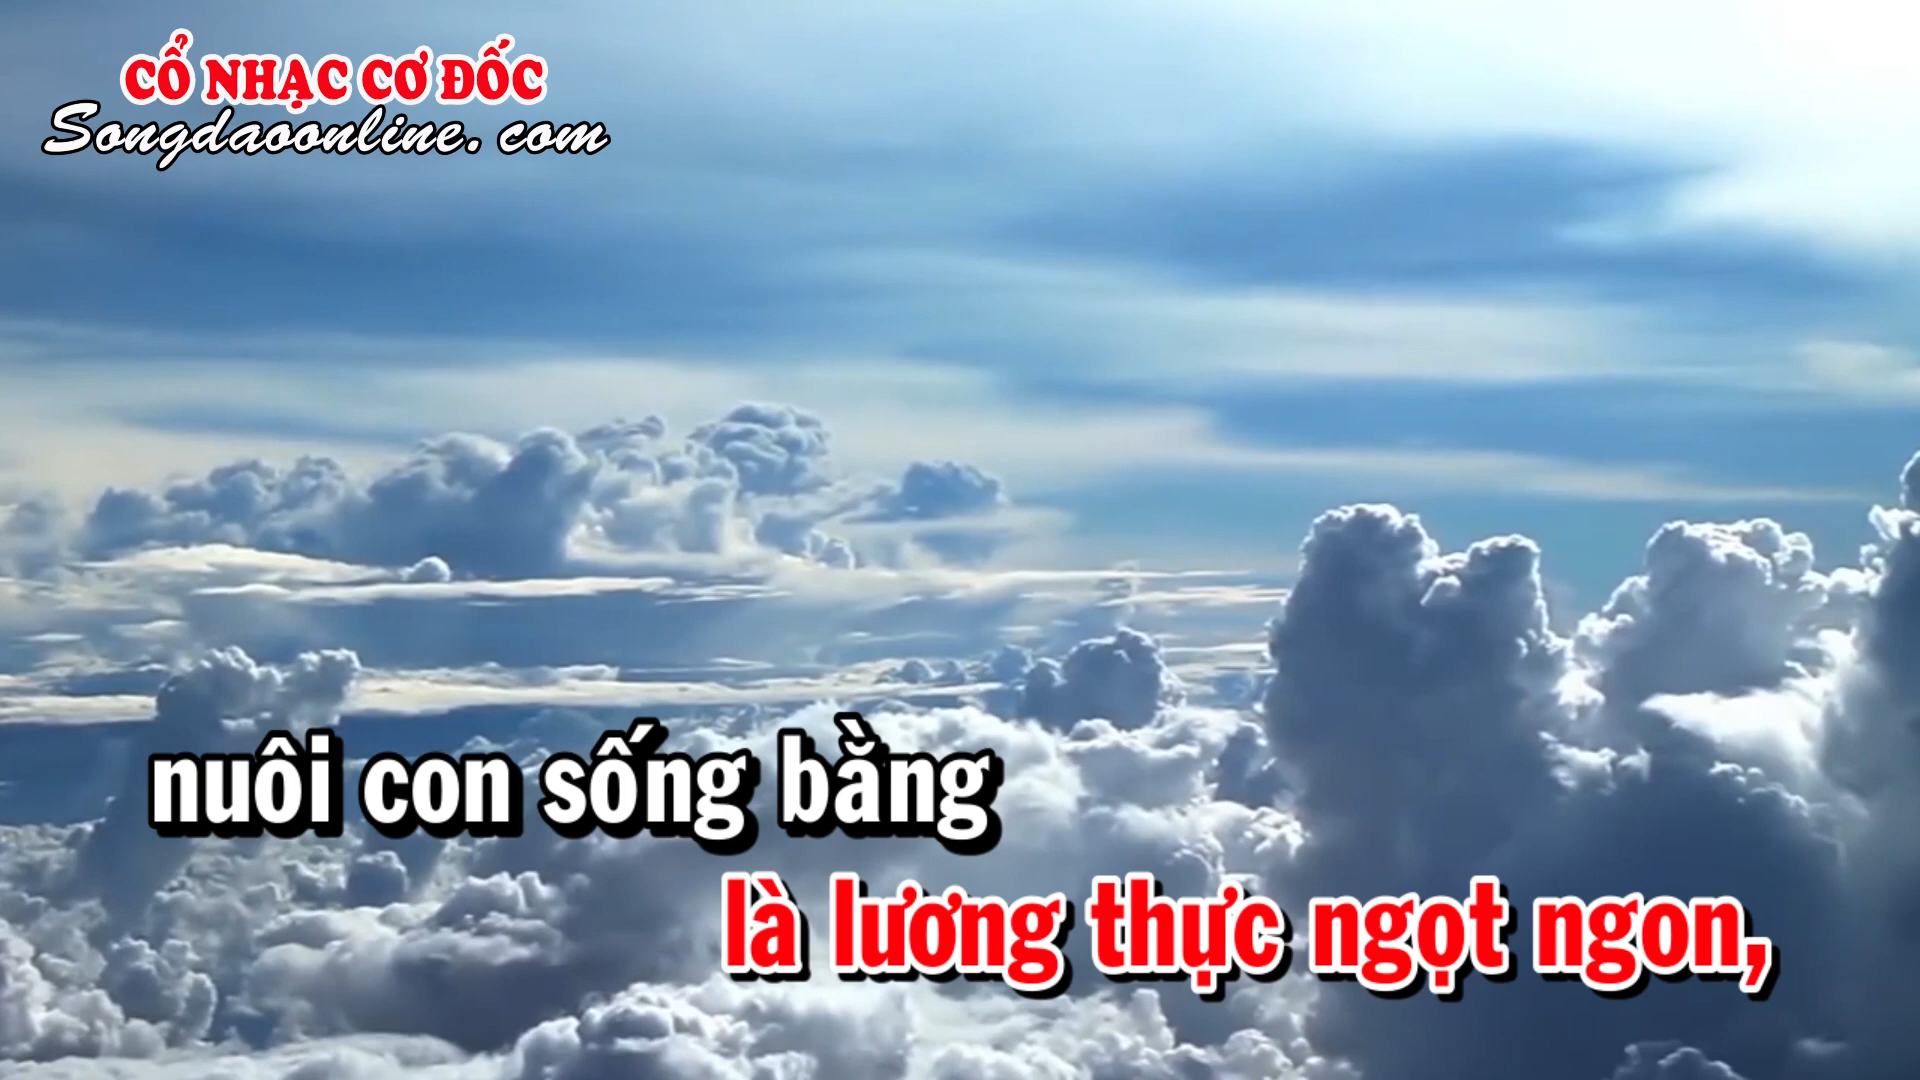 CỔ NHẠC CƠ ĐỐC
Songdaoonline.com
nuôi con sống bằng
là lương thực ngọt ngon,